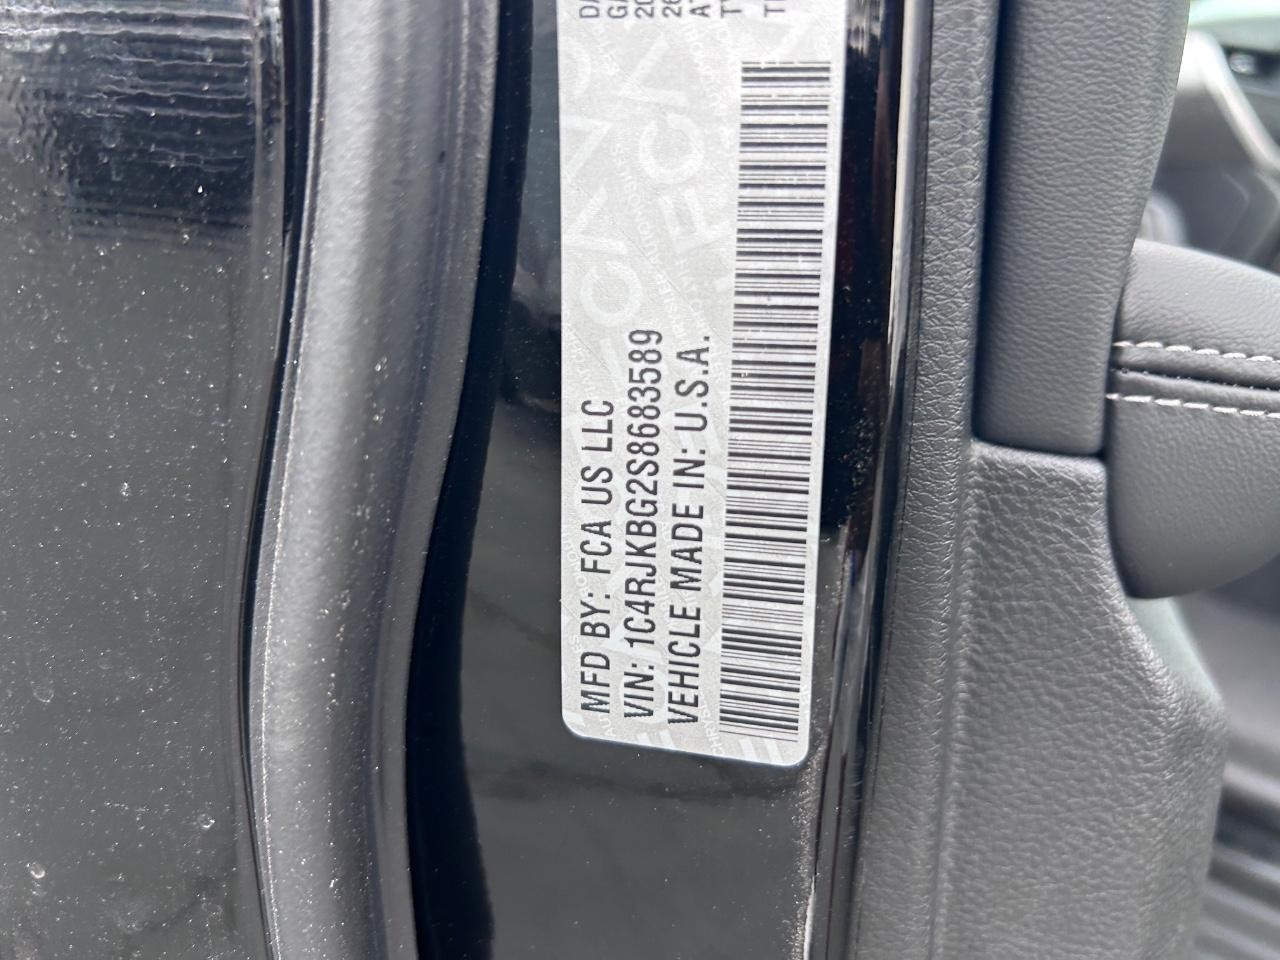 MFD BY: FCA US LLC
VIN: 1C4RJKBG2S8683589
VEHICLE MADE IN: U.S.A.